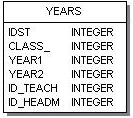 YEARS
IDST INTEGER
CLASS_ INTEGER
YEAR1 INTEGER
YEAR2 INTEGER
ID_TEACH INTEGER
ID_HEADM INTEGER